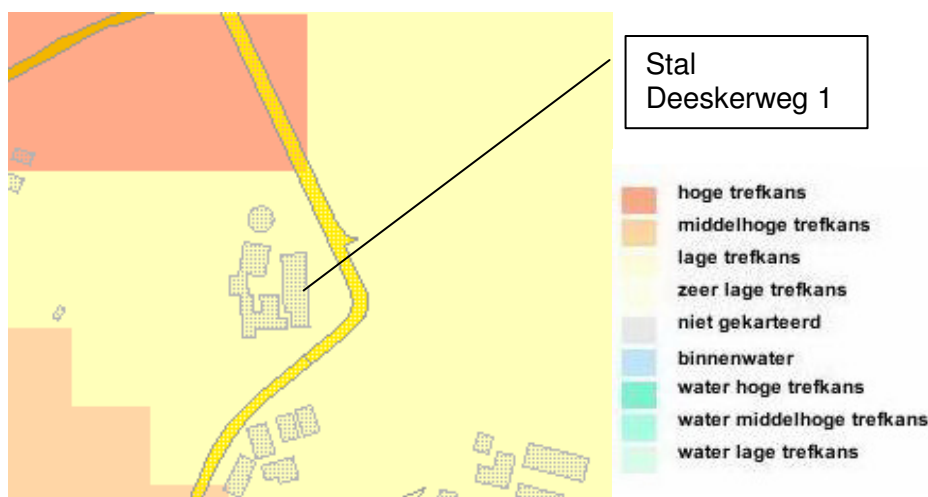 Stal
Deeskerweg 1
hoge trefkans
middelhoge trefkans
lage trefkans
zeer lage trefkans
niet gekarteerd
binnenwater
water hoge trefkans
water middelhoge trefkans
water lage trefkans